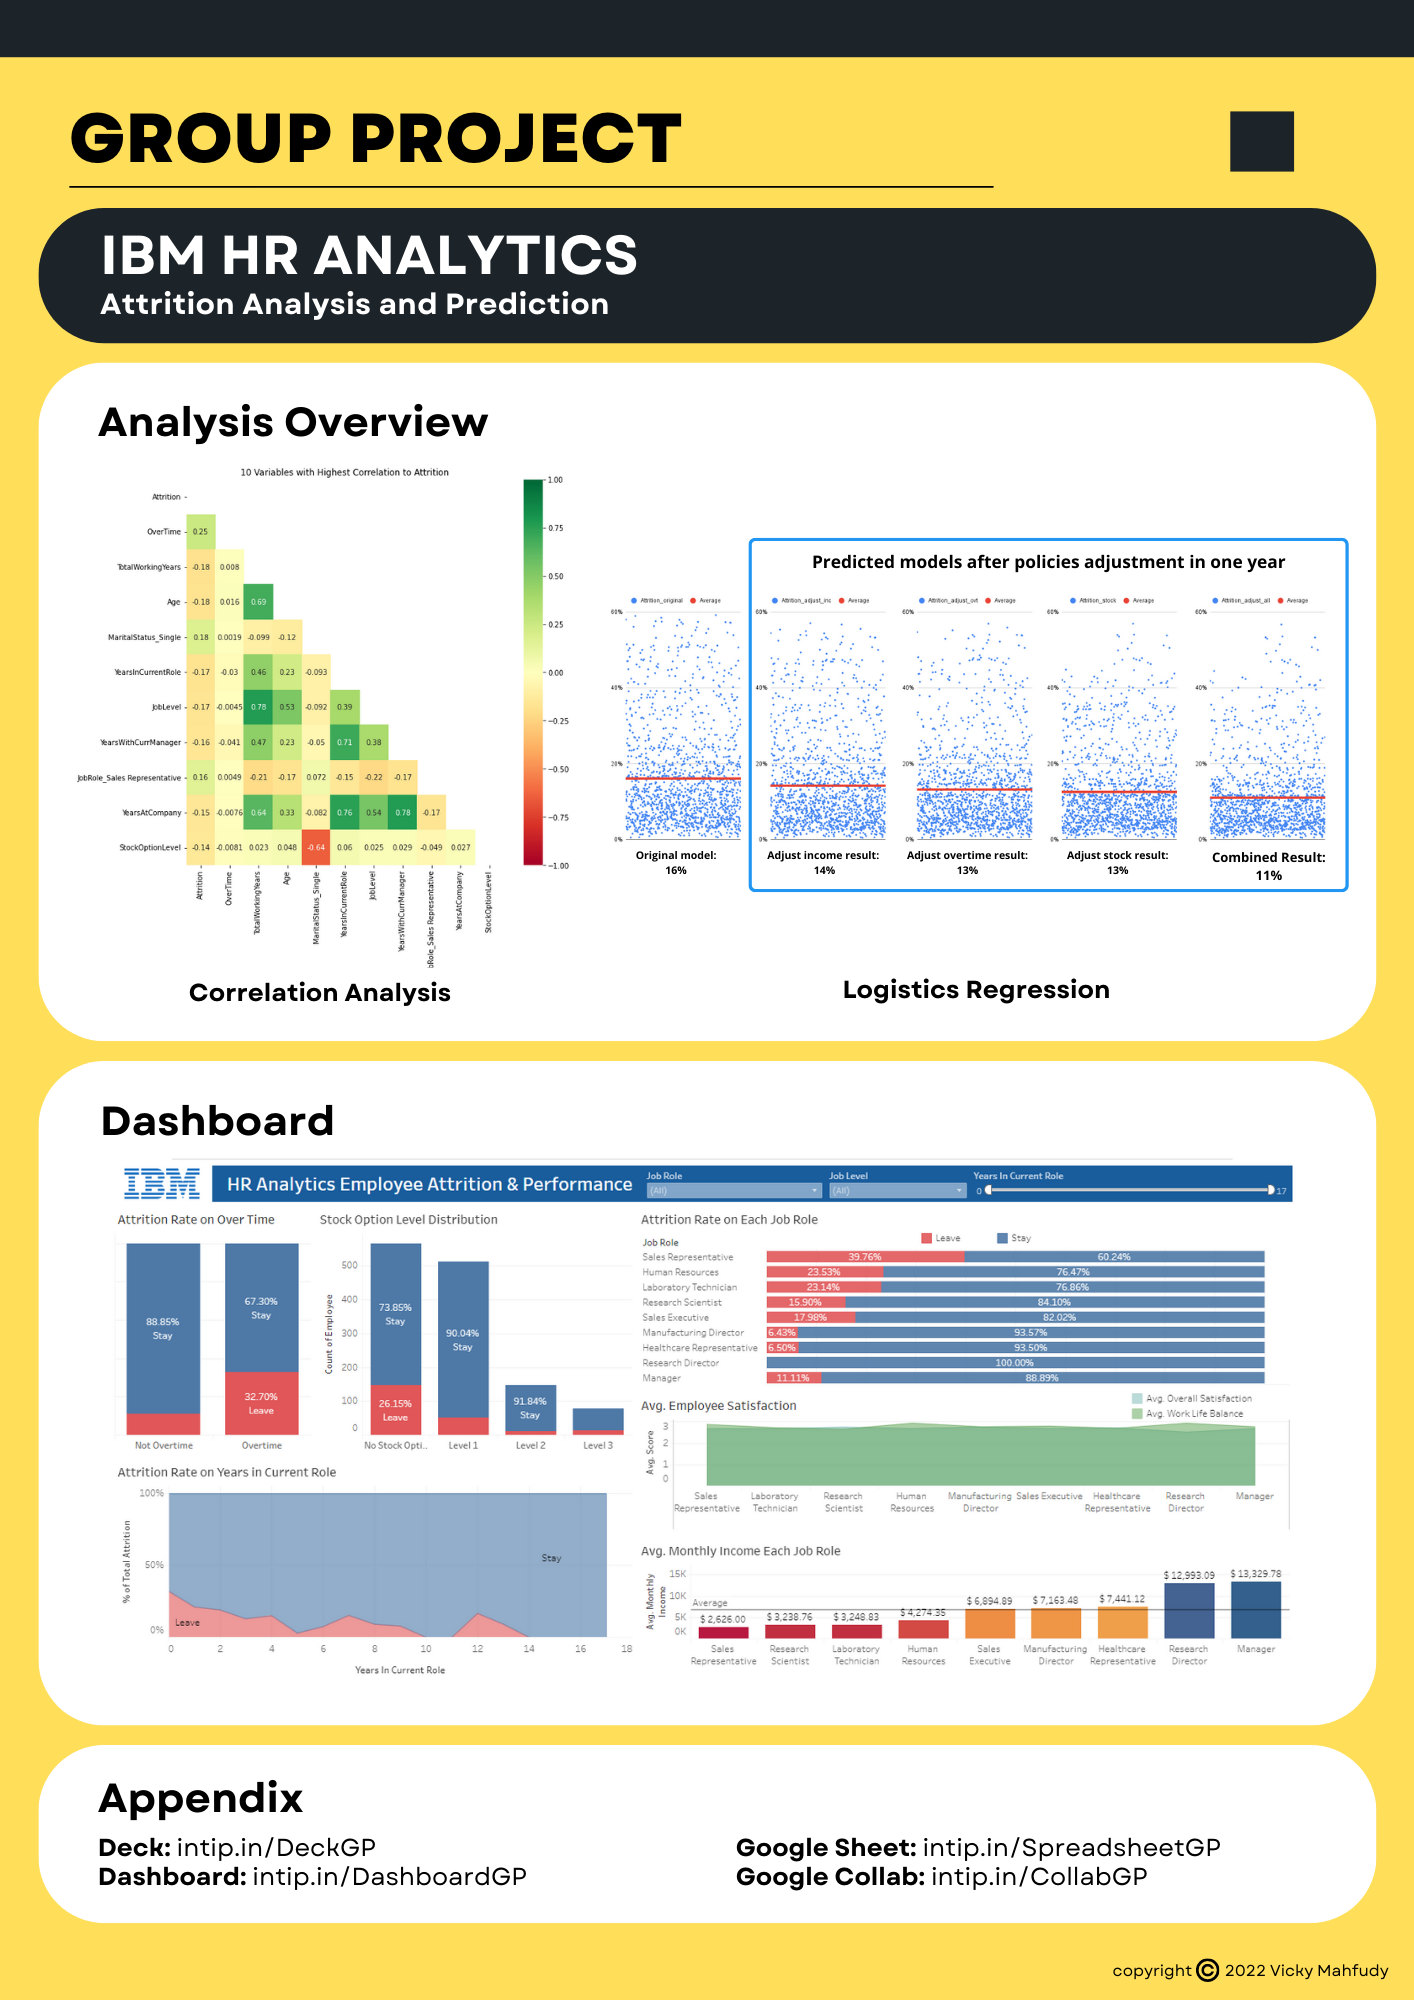 GROUP PROJECT
IBM HR ANALYTICS
Attrition Analysis and Prediction
Analysis Overview
10 Variables with Highest Correlation to Attrition
Attrition
OverTime 0.25
TotalWorkingYears -0.18 0.008
Age -0.18 0.016 0.69
MaritalStatus_Single 0.18 0.0019 -0.099 -0.12
YearsInCurrentRole -0.17 -0.03 0.46 0.23 -0.093
JobLevel -0.17 -0.0045 0.78 0.53 -0.092 0.39
YearsWithCurrManager -0.16 -0.041 0.47 0.23 -0.05 0.71 0.38
JobRole_Sales Representative 0.16 0.0049 -0.21 -0.17 0.072 -0.15 -0.22 -0.17
YearsAtCompany -0.15 -0.0076 0.64 0.33 -0.082 0.76 0.54 0.78 -0.17
StockOptionLevel -0.14 -0.0081 0.023 0.048 -0.64 0.06 0.025 0.029 -0.049 0.027
Attrition
OverTime
TotalWorkingYears
Age
MaritalStatus_Single
YearsInCurrentRole
JobLevel
YearsWithCurrManager
bRole_Sales Representative
YearsAtCompany
StockOptionLevel
1.00
0.75
0.50
0.25
0.00
−0.25
−0.50
−0.75
−1.00
Correlation Analysis
Predicted models after policies adjustment in one year
Attrition_original Average
60%
40%
20%
0%
Original model:
16%
Attrition_adjust_inc Average
60%
40%
20%
0%
Adjust income result:
14%
Attrition_adjust_ovt Average
60%
40%
20%
0%
Adjust overtime result:
13%
Attrition_stock Average
60%
40%
20%
0%
Adjust stock result:
13%
Attrition_adjust_all Average
60%
40%
20%
0%
Combined Result:
11%
Logistics Regression
Dashboard
IBM
HR Analytics Employee Attrition & Performance
Job Role
(All)
Job Level
(All)
Years In Current Role
0 17
Attrition Rate on Over Time
88.85%
Stay
67.30%
Stay
32.70%
Leave
Not Overtime Overtime
Stock Option Level Distribution
Count of Employee
500
400
300
200
100
0
73.85%
Stay
26.15%
Leave
90.04%
Stay
91.84%
Stay
No Stock Opti.. Level 1 Level 2 Level 3
Attrition Rate on Each Job Role
Job Role
Leave Stay
Sales Representative 39.76% 60.24%
Human Resources 23.53% 76.47%
Laboratory Technician 23.14% 76.86%
Research Scientist 15.90% 84.10%
Sales Executive 17.98% 82.02%
Manufacturing Director 6.43% 93.57%
Healthcare Representative 6.50% 93.50%
Research Director 100.00%
Manager 11.11% 88.89%
Avg. Employee Satisfaction
Avg. Overall Satisfaction
Avg. Work Life Balance
Avg. Score
3
2
1
0
Sales Representative
Laboratory Technician
Research Scientist
Human Resources
Manufacturing Director
Sales Executive
Healthcare Representative
Research Director
Manager
Attrition Rate on Years in Current Role
% of Total Attrition
100%
50%
0%
Stay
Leave
0 2 4 6 8 10 12 14 16 18
Years In Current Role
Avg. Monthly Income Each Job Role
Avg. Monthly Income
15K
10K
5K
0K
Average
$ 2,626.00
$ 3,238.76
$ 3,248.83
$ 4,274.35
$ 6,894.89
$ 7,163.48
$ 7,441.12
$ 12,993.09
$ 13,329.78
Sales Representative
Research Scientist
Laboratory Technician
Human Resources
Sales Executive
Manufacturing Director
Healthcare Representative
Research Director
Manager
Appendix
Deck: intip.in/DeckGP
Dashboard: intip.in/DashboardGP
Google Sheet: intip.in/SpreadsheetGP
Google Collab: intip.in/CollabGP
copyright © 2022 Vicky Mahfudy